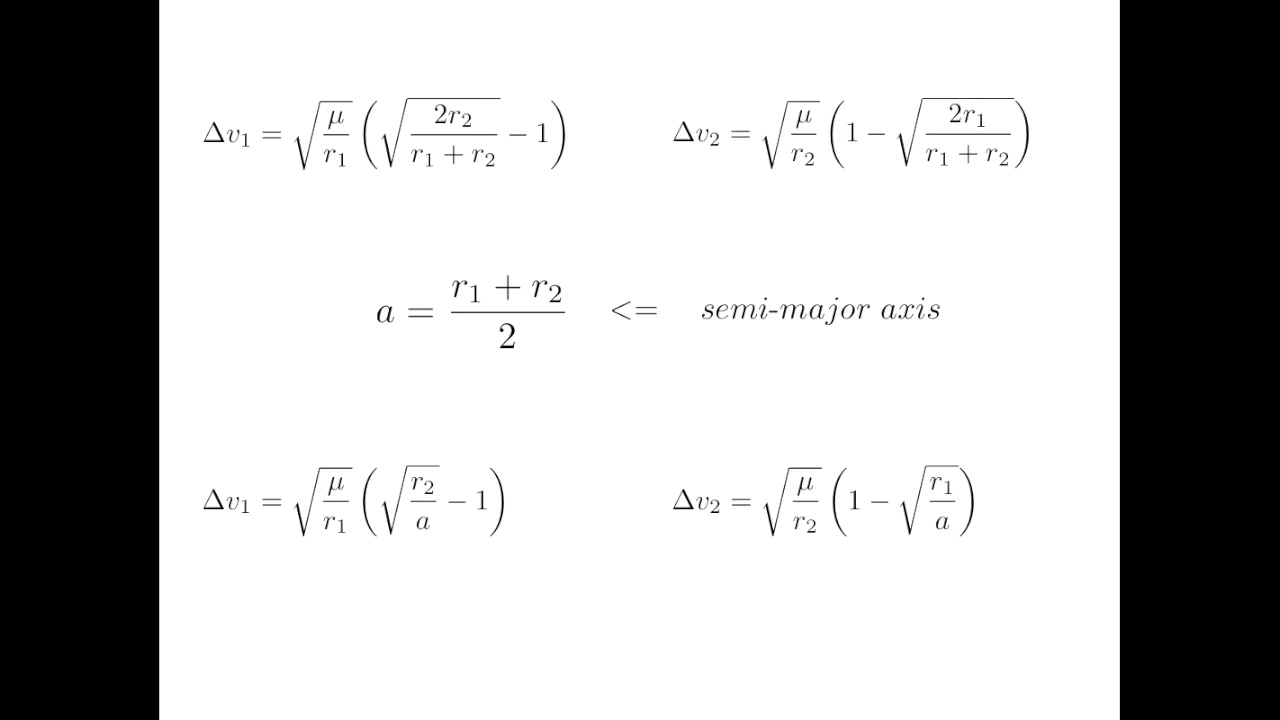 Δv₁ = √(μ/r₁) (√(2r₂/(r₁ + r₂)) − 1) Δv₂ = √(μ/r₂) (1 − √(2r₁/(r₁ + r₂)))
a = (r₁ + r₂)/2 <= semi-major axis
Δv₁ = √(μ/r₁) (√(r₂/a) − 1) Δv₂ = √(μ/r₂) (1 − √(r₁/a))